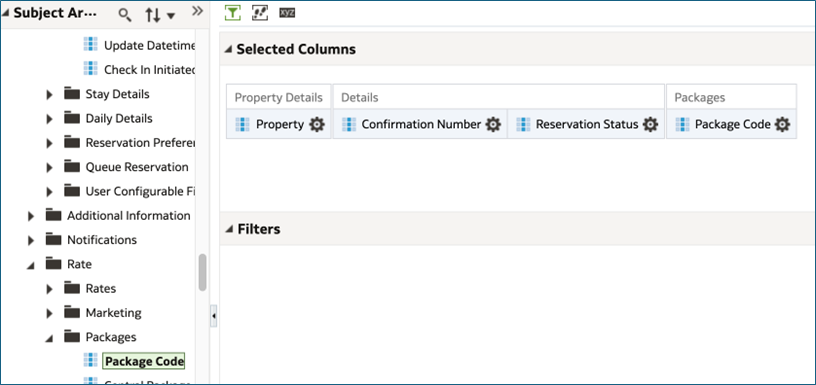 Subject Ar...
Update Datetime
Check In Initiated
Stay Details
Daily Details
Reservation Prefere
Queue Reservation
User Configurable Fi
Additional Information
Notifications
Rate
Rates
Marketing
Packages
Package Code
xyz
Selected Columns
Property Details Details Packages
Property Confirmation Number Reservation Status Package Code
Filters